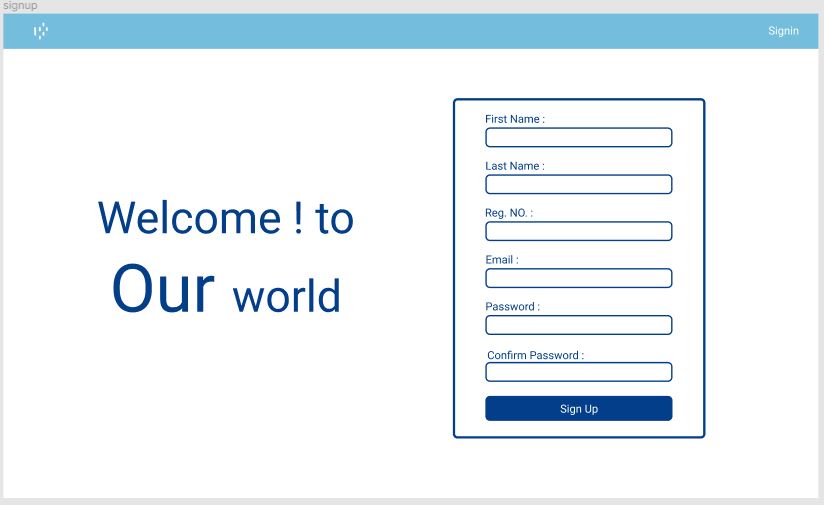 signup
Signin
Welcome ! to
Our world
First Name :
Last Name :
Reg. NO. :
Email :
Password :
Confirm Password :
Sign Up